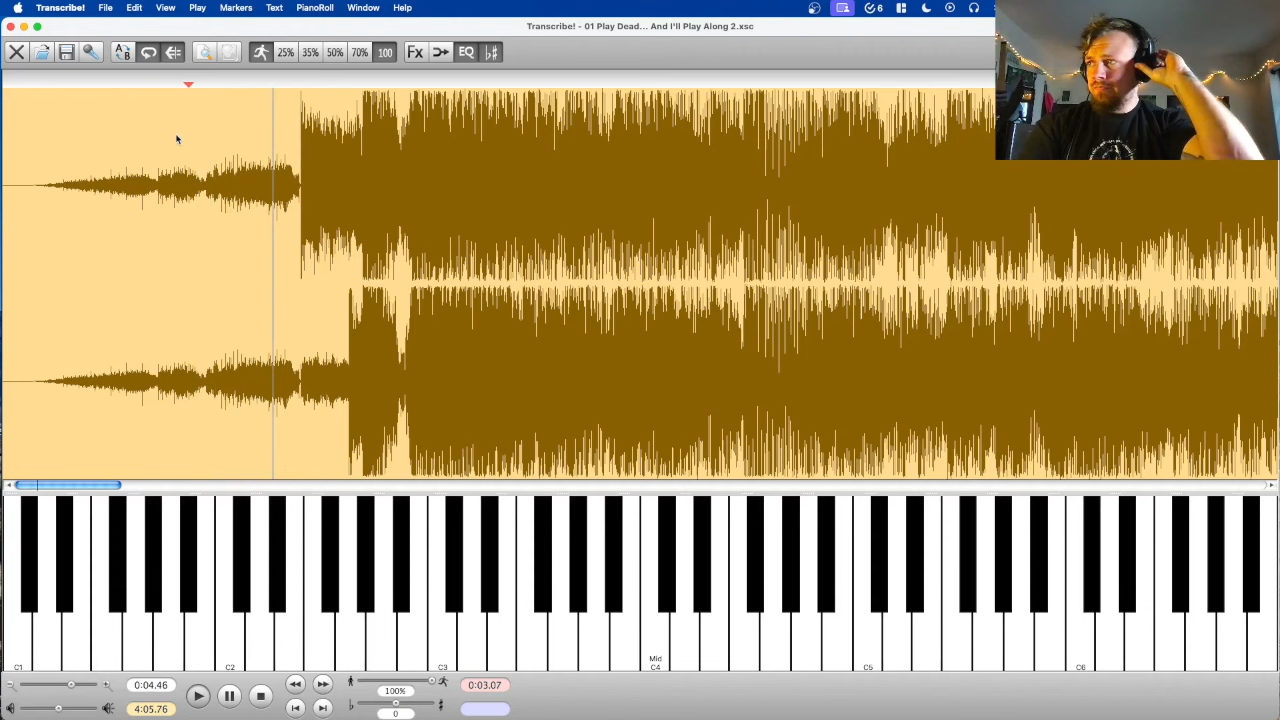 Transcribe! File Edit View Play Markers Text PianoRoll Window Help 6
Transcribe! - 01 Play Dead... And I'll Play Along 2.xsc
A B 25% 35% 50% 70% 100 Fx EQ
C1 C2 C3 Mid C4 C5 C6
0:04.46 100% 0:03.07
4:05.76 0